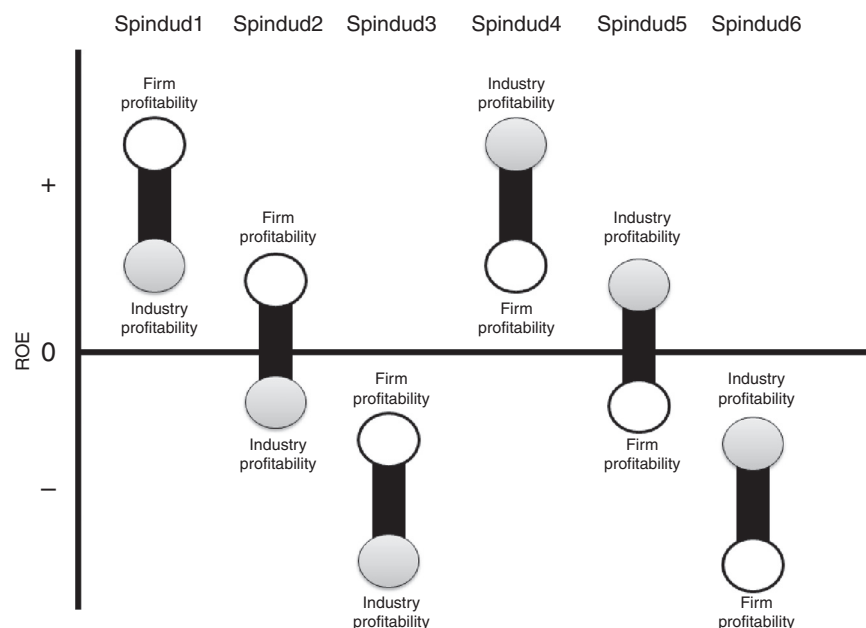 Spindud1 Spindud2 Spindud3 Spindud4 Spindud5 Spindud6
Firm
profitability
Industry
profitability
Firm
profitability
Industry
profitability
Firm
profitability
Industry
profitability
Industry
profitability
Firm
profitability
Industry
profitability
Firm
profitability
Industry
profitability
Firm
profitability
+
0
–
ROE